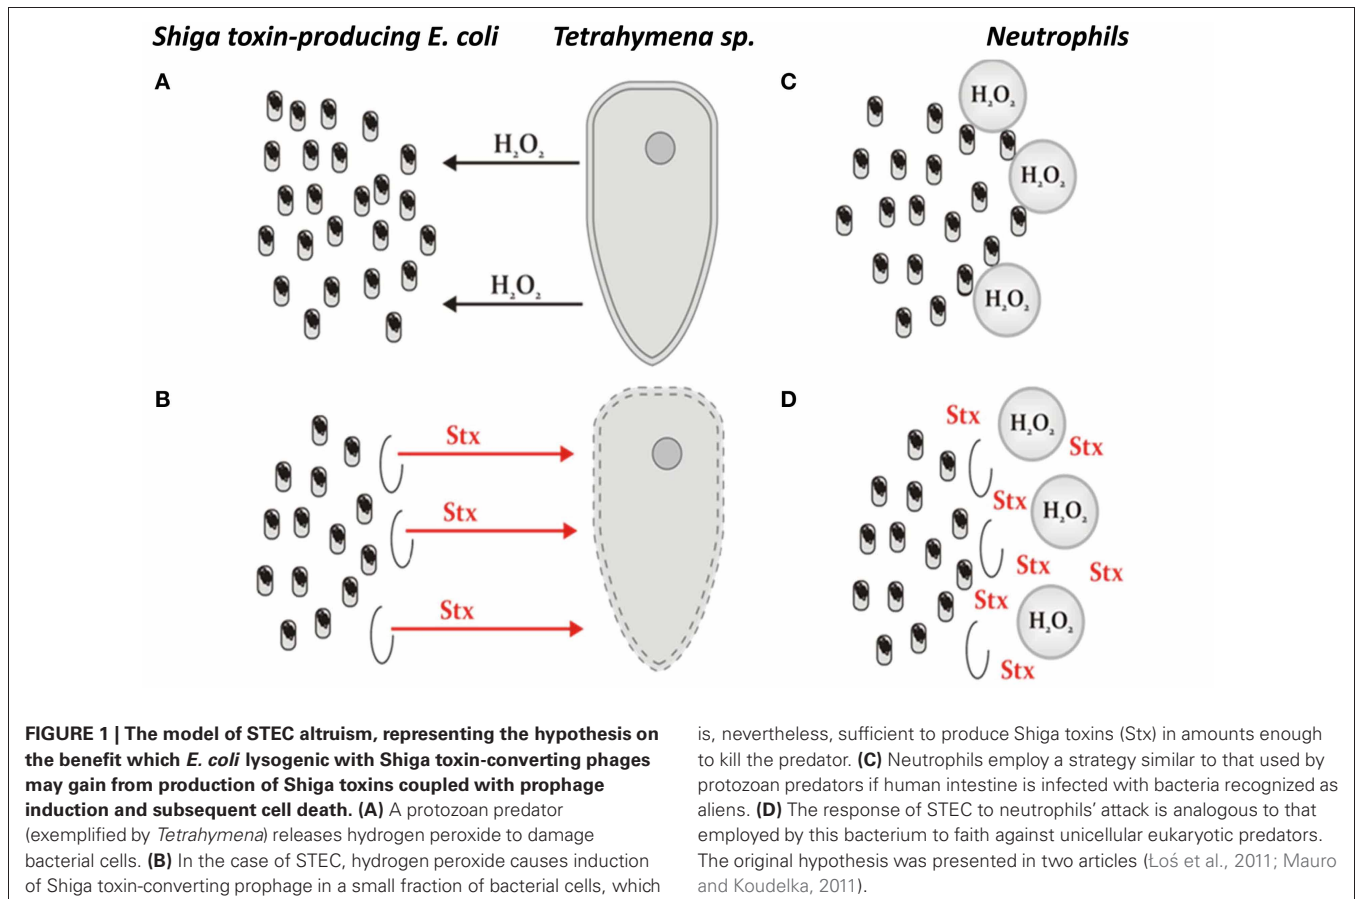 Shiga toxin-producing E. coli
Tetrahymena sp.
Neutrophils
A
H₂O₂
H₂O₂
C
H₂O₂
H₂O₂
H₂O₂
B
Stx
Stx
Stx
D
Stx
H₂O₂
Stx
Stx
H₂O₂
Stx
Stx
Stx
H₂O₂
Stx
FIGURE 1 | The model of STEC altruism, representing the hypothesis on
the benefit which E. coli lysogenic with Shiga toxin-converting phages
may gain from production of Shiga toxins coupled with prophage
induction and subsequent cell death. (A) A protozoan predator
(exemplified by Tetrahymena) releases hydrogen peroxide to damage
bacterial cells. (B) In the case of STEC, hydrogen peroxide causes induction
of Shiga toxin-converting prophage in a small fraction of bacterial cells, which
is, nevertheless, sufficient to produce Shiga toxins (Stx) in amounts enough
to kill the predator. (C) Neutrophils employ a strategy similar to that used by
protozoan predators if human intestine is infected with bacteria recognized as
aliens. (D) The response of STEC to neutrophils' attack is analogous to that
employed by this bacterium to faith against unicellular eukaryotic predators.
The original hypothesis was presented in two articles (Łoś et al., 2011; Mauro
and Koudelka, 2011).